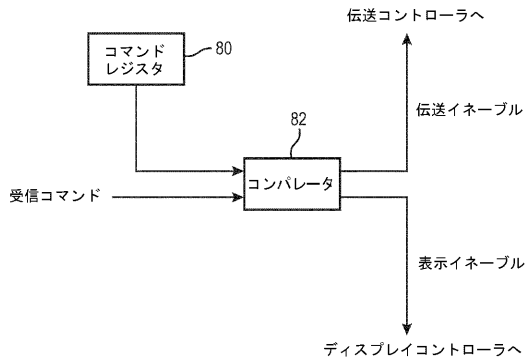 伝送コントローラへ
コマンド
レジスタ
80
伝送イネーブル
82
コンパレータ
受信コマンド
表示イネーブル
ディスプレイコントローラへ